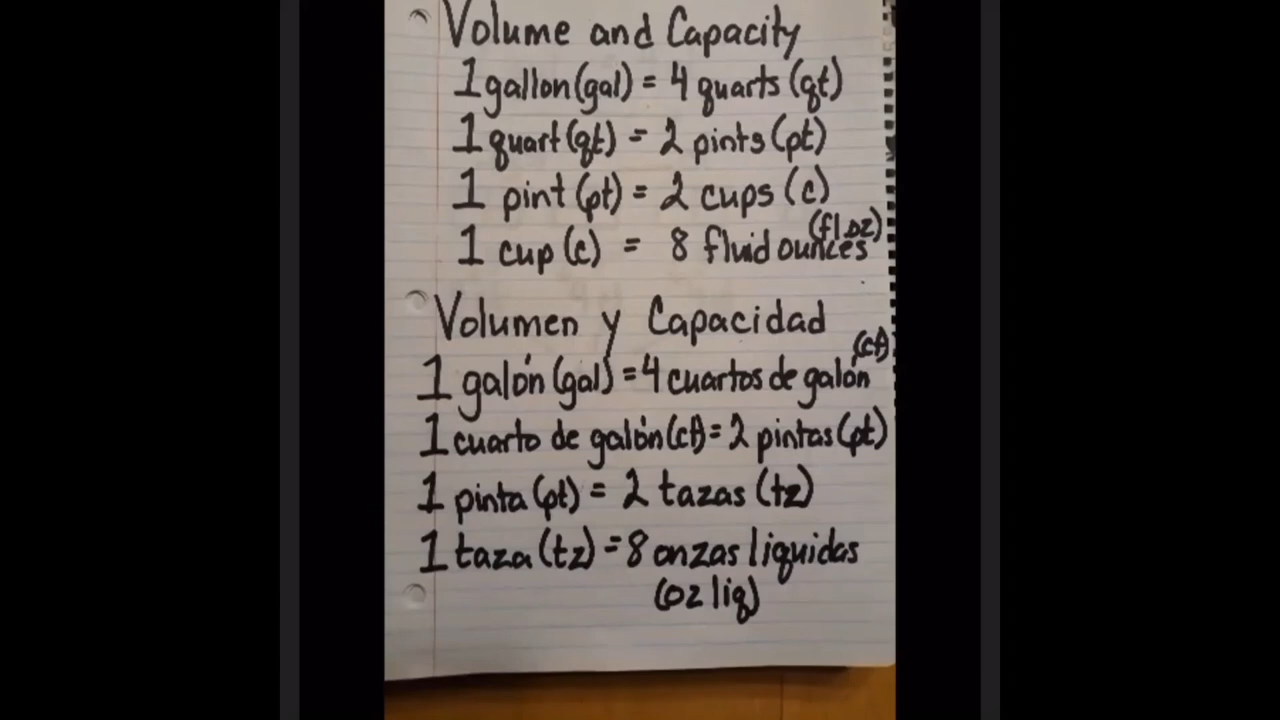 Volume and Capacity
1 gallon (gal) = 4 quarts (qt)
1 quart (qt) = 2 pints (pt)
1 pint (pt) = 2 cups (c)
1 cup (c) = 8 fluid ounces (fl oz)
Volumen y Capacidad
1 galón (gal) = 4 cuartos de galón (ct)
1 cuarto de galón (ct) = 2 pintas (pt)
1 pinta (pt) = 2 tazas (tz)
1 taza (tz) = 8 onzas liquidas
(oz liq)